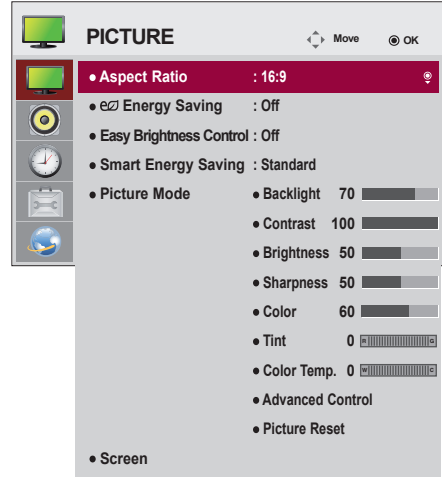 PICTURE Move OK
● Aspect Ratio : 16:9
● Energy Saving : Off
● Easy Brightness Control : Off
● Smart Energy Saving : Standard
● Picture Mode ● Backlight 70
● Contrast 100
● Brightness 50
● Sharpness 50
● Color 60
● Tint 0 R G
● Color Temp. 0 W C
● Advanced Control
● Picture Reset
● Screen